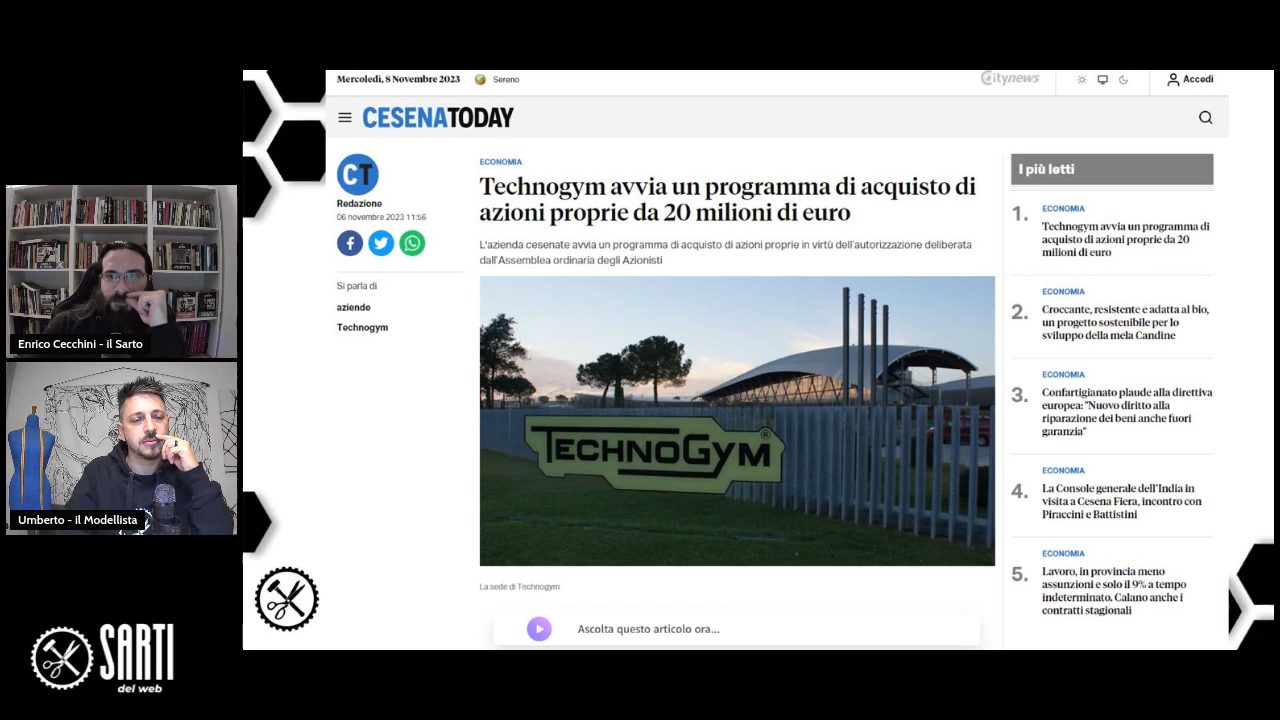 Mercoledì, 8 Novembre 2023
Sereno
Citynews
Accedi
CESENATODAY
CT
Redazione
06 novembre 2023 11:56
Si parla di
aziende
Technogym
ECONOMIA
Technogym avvia un programma di acquisto di
azioni proprie da 20 milioni di euro
L'azienda cesenate avvia un programma di acquisto di azioni proprie in virtù dell'autorizzazione deliberata
dall'Assemblea ordinaria degli Azionisti
TECHNOGYM®
La sede di Technogym
Ascolta questo articolo ora...
I più letti
1.
ECONOMIA
Technogym avvia un programma di
acquisto di azioni proprie da 20
milioni di euro
2.
ECONOMIA
Croccante, resistente e adatta al bio,
un progetto sostenibile per lo
sviluppo della mela Candine
3.
ECONOMIA
Confartigianato plaude alla direttiva
europea: "Nuovo diritto alla
riparazione dei beni anche fuori
garanzia"
4.
ECONOMIA
La Console generale dell'India in
visita a Cesena Fiera, incontro con
Piraccini e Battistini
5.
ECONOMIA
Lavoro, in provincia meno
assunzioni e solo il 9% a tempo
indeterminato. Calano anche i
contratti stagionali
Enrico Cecchini - il Sarto
Umberto - il Modellista
SARTI
del web